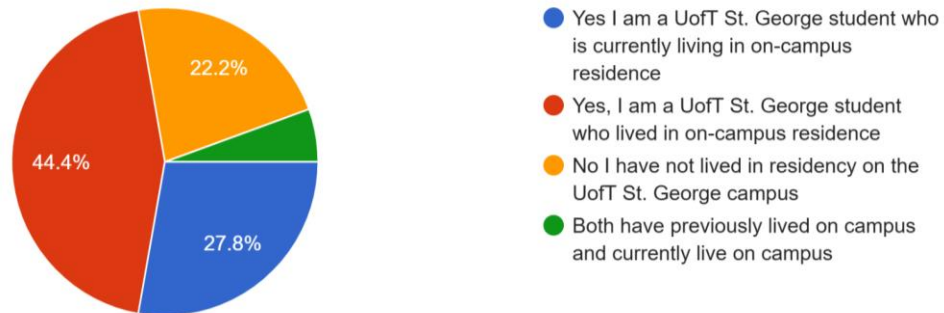 22.2%
44.4%
27.8%
Yes I am a UofT St. George student who
is currently living in on-campus
residence
Yes, I am a UofT St. George student
who lived in on-campus residence
No I have not lived in residency on the
UofT St. George campus
Both have previously lived on campus
and currently live on campus